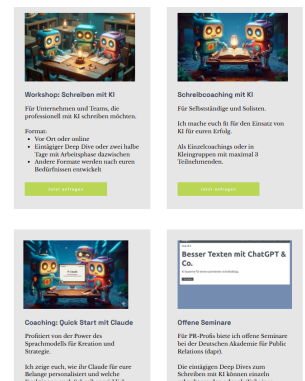 Workshop: Schreiben mit KI
Für Unternehmen und Teams, die
professionell mit KI schreiben möchten.
Format:
• Vor Ort oder online
• Eintägiger Deep Dive oder zwei halbe
Tage mit Arbeitsphase dazwischen
• Andere Formate werden nach euren
Bedürfnissen entwickelt
Jetzt anfragen
Schreibcoaching mit KI
Für Selbstständige und Solisten.
Ich mache euch fit für den Einsatz von
KI für euren Erfolg.
Als Einzelcoachings oder in
Kleingruppen mit maximal 3
Teilnehmenden.
Jetzt anfragen
Coaching: Quick Start mit Claude
Profitiert von der Power des
Sprachmodells für Kreation und
Strategie.
Ich zeige euch, wie ihr Claude für eure
Belange personalisiert und welche
Besser Texten mit ChatGPT &
Co.
Offene Seminare
Für PR-Profis biete ich offene Seminare
bei der Deutschen Akademie für Public
Relations (dapr).
Die eintägigen Deep Dives zum
Schreiben mit KI können einzeln